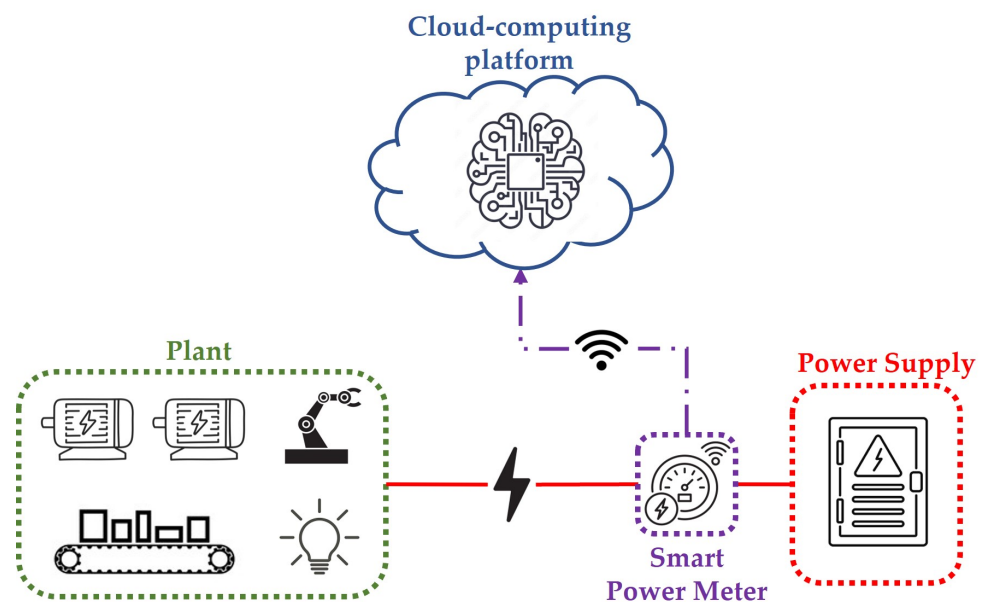 Cloud-computing
platform
Plant
Power Supply
Smart
Power Meter